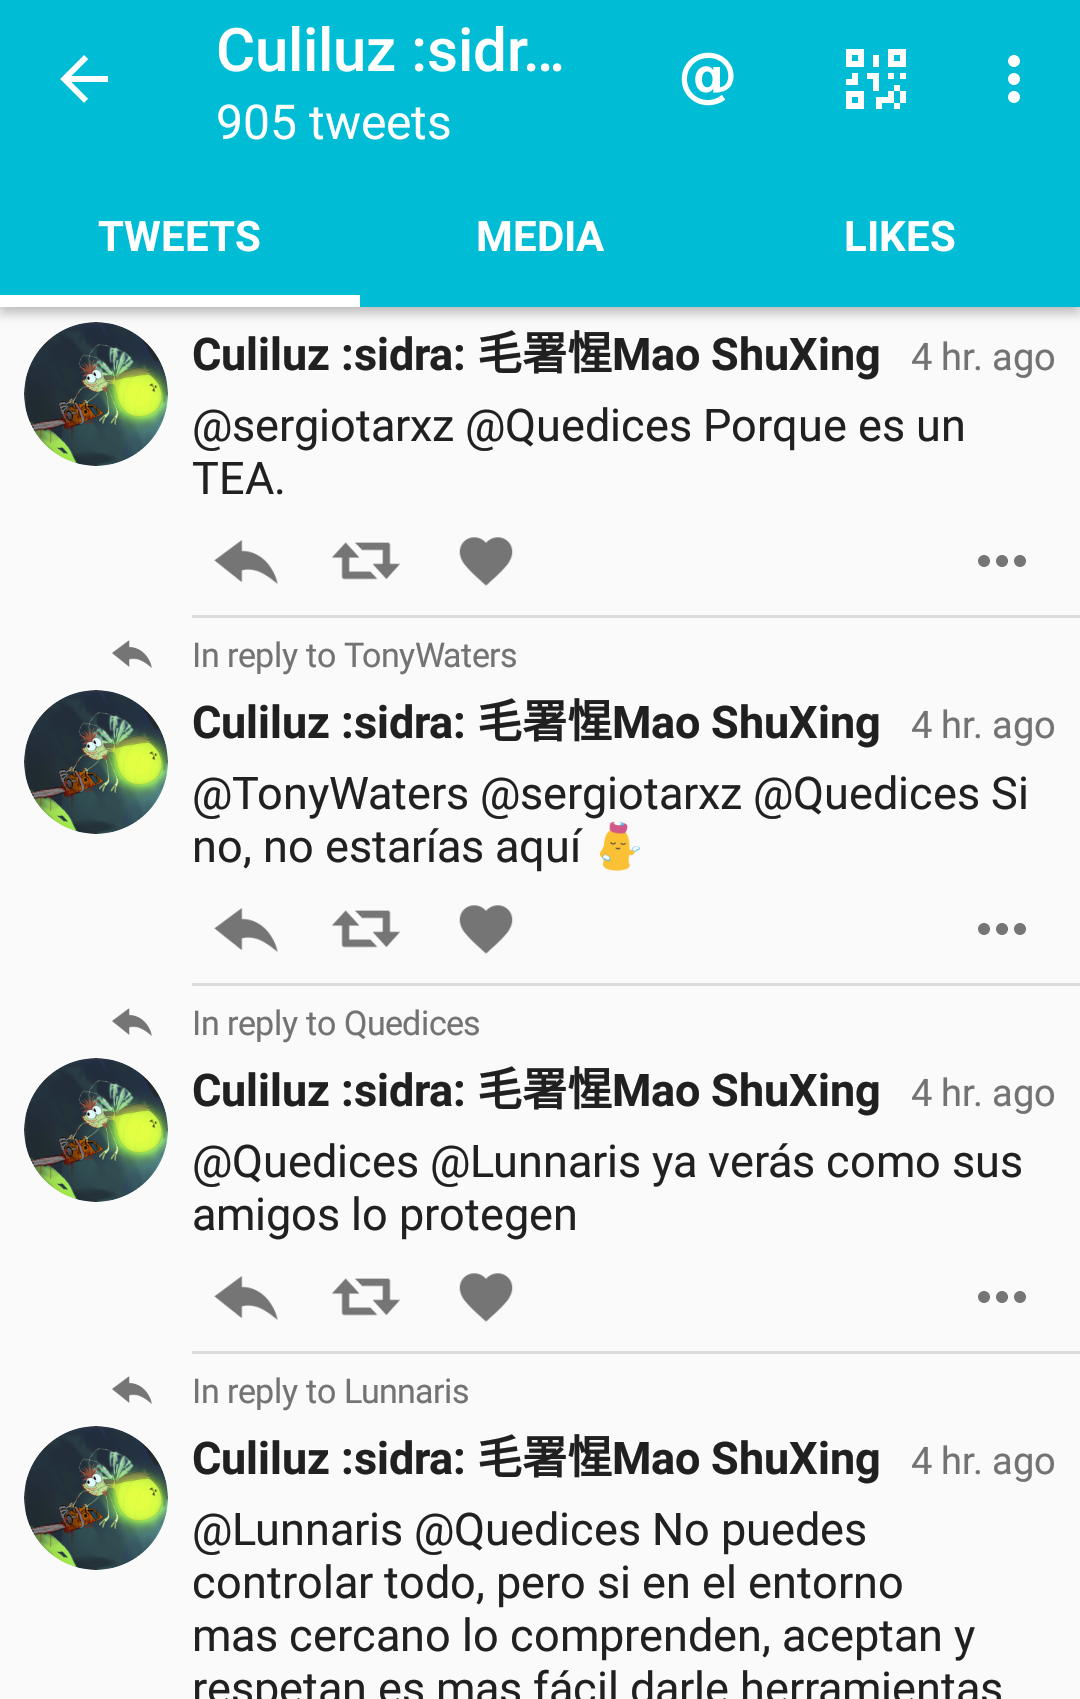 Culiluz :sidr...
905 tweets
TWEETS
MEDIA
LIKES
Culiluz :sidra: 毛署惺Mao ShuXing 4 hr. ago
@sergiotarxz @Quedices Porque es un
TEA.
In reply to TonyWaters
Culiluz :sidra: 毛署惺Mao ShuXing 4 hr. ago
@TonyWaters @sergiotarxz @Quedices Si
no, no estarías aquí
In reply to Quedices
Culiluz :sidra: 毛署惺Mao ShuXing 4 hr. ago
@Quedices @Lunnaris ya verás como sus
amigos lo protegen
In reply to Lunnaris
Culiluz :sidra: 毛署惺Mao ShuXing 4 hr. ago
@Lunnaris @Quedices No puedes
controlar todo, pero si en el entorno
mas cercano lo comprenden, aceptan y
respetan es mas fácil darle herramientas